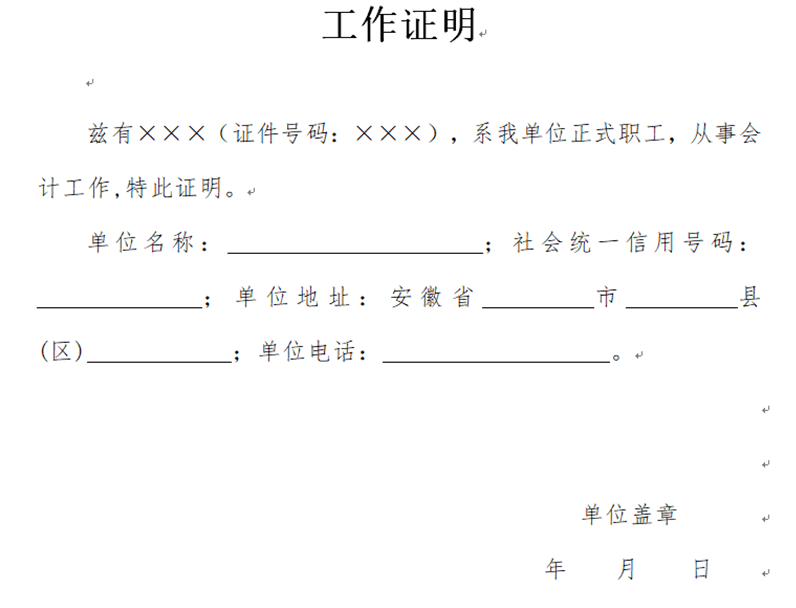 工作证明
兹有×××（证件号码：×××），系我单位正式职工，从事会
计工作,特此证明。
单位名称：____________________；社会统一信用号码：
_____________；单位地址：安徽省_________市_________县
(区)____________；单位电话：__________________。
单位盖章
年 月 日